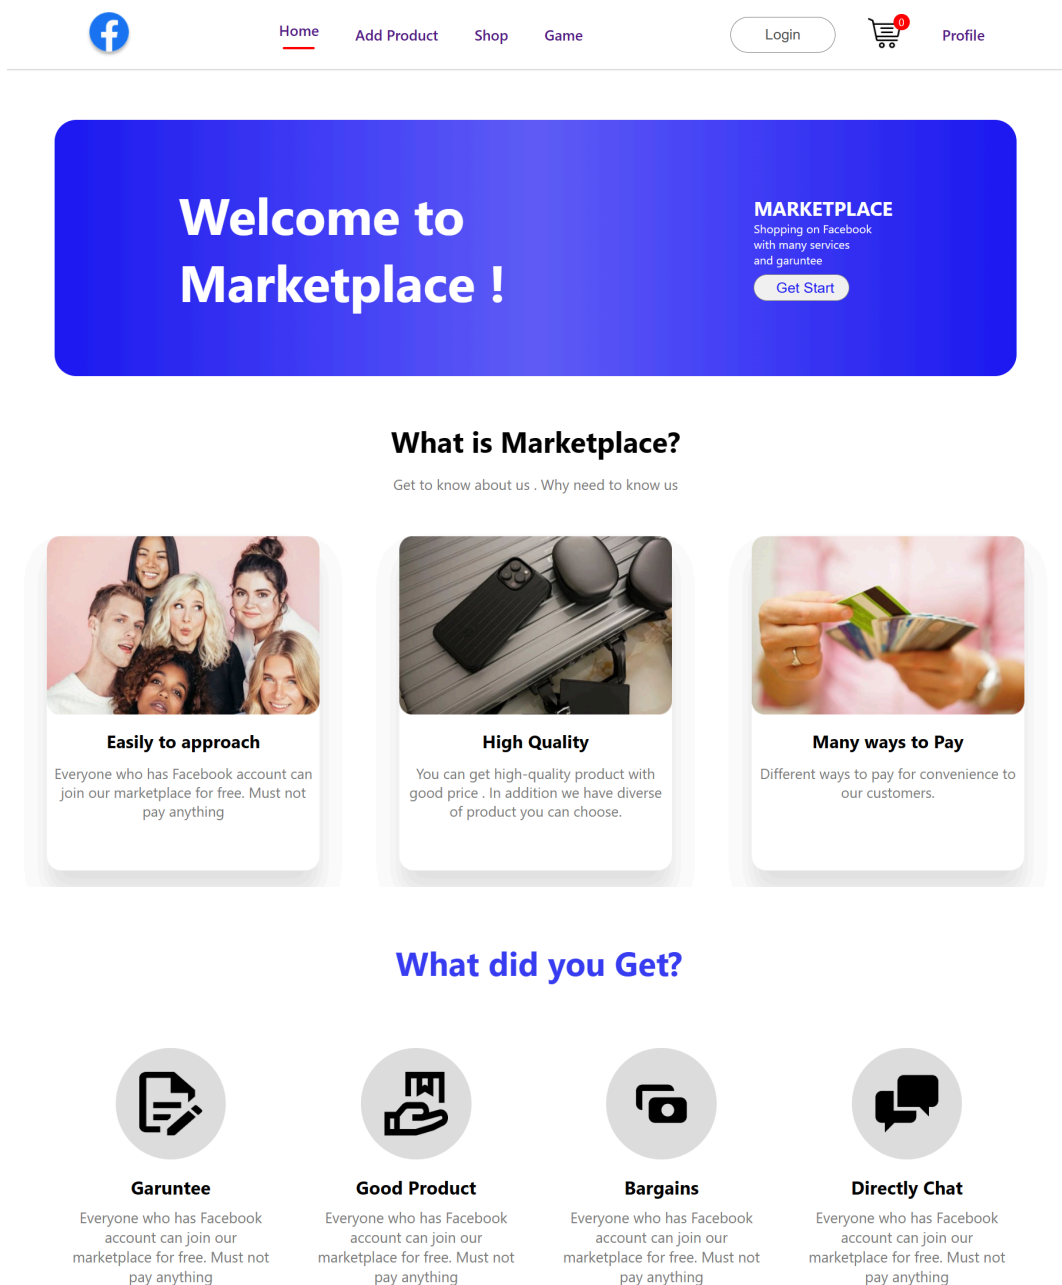 Home
Add Product
Shop
Game
Login
0
Profile
Welcome to
Marketplace !
MARKETPLACE
Shopping on Facebook
with many services
and garuntee
Get Start
What is Marketplace?
Get to know about us . Why need to know us
Easily to approach
Everyone who has Facebook account can
join our marketplace for free. Must not
pay anything
High Quality
You can get high-quality product with
good price . In addition we have diverse
of product you can choose.
Many ways to Pay
Different ways to pay for convenience to
our customers.
What did you Get?
Garuntee
Everyone who has Facebook
account can join our
marketplace for free. Must not
pay anything
Good Product
Everyone who has Facebook
account can join our
marketplace for free. Must not
pay anything
Bargains
Everyone who has Facebook
account can join our
marketplace for free. Must not
pay anything
Directly Chat
Everyone who has Facebook
account can join our
marketplace for free. Must not
pay anything